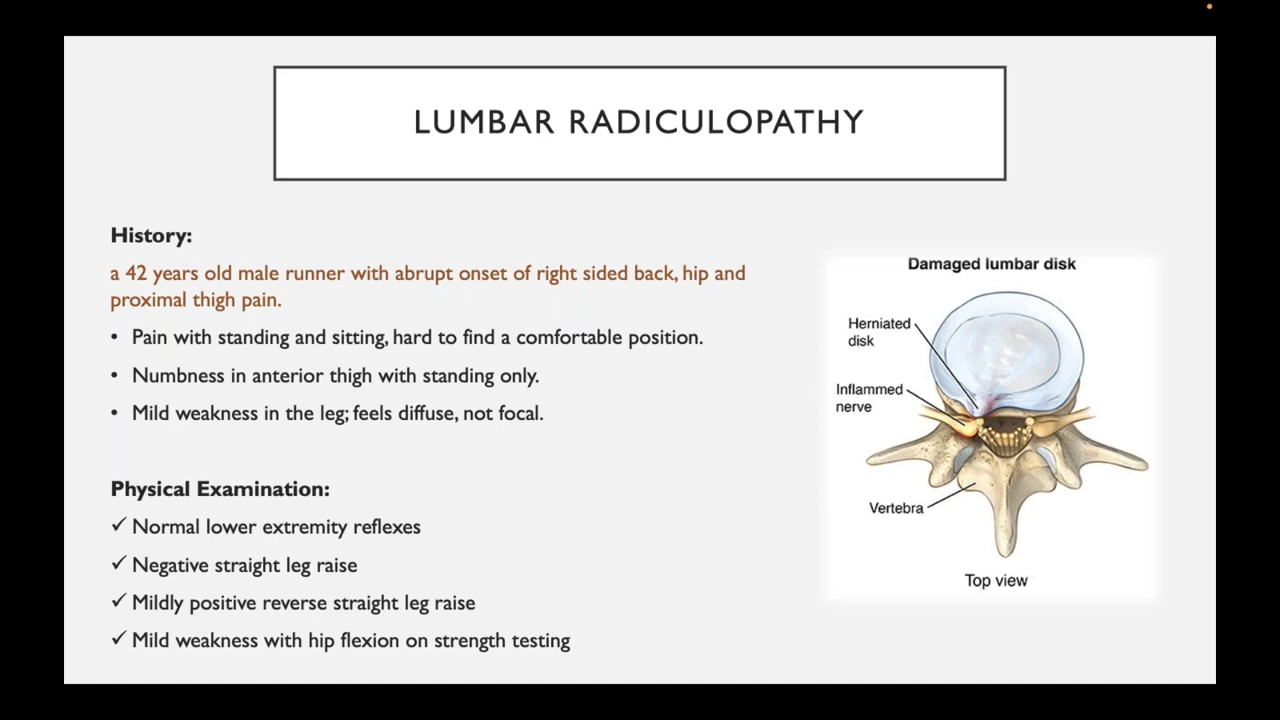 LUMBAR RADICULOPATHY
History:
a 42 years old male runner with abrupt onset of right sided back, hip and
proximal thigh pain.
• Pain with standing and sitting, hard to find a comfortable position.
• Numbness in anterior thigh with standing only.
• Mild weakness in the leg; feels diffuse, not focal.
Physical Examination:
✓ Normal lower extremity reflexes
✓ Negative straight leg raise
✓ Mildly positive reverse straight leg raise
✓ Mild weakness with hip flexion on strength testing
Damaged lumbar disk
Herniated
disk
Inflammed
nerve
Vertebra
Top view